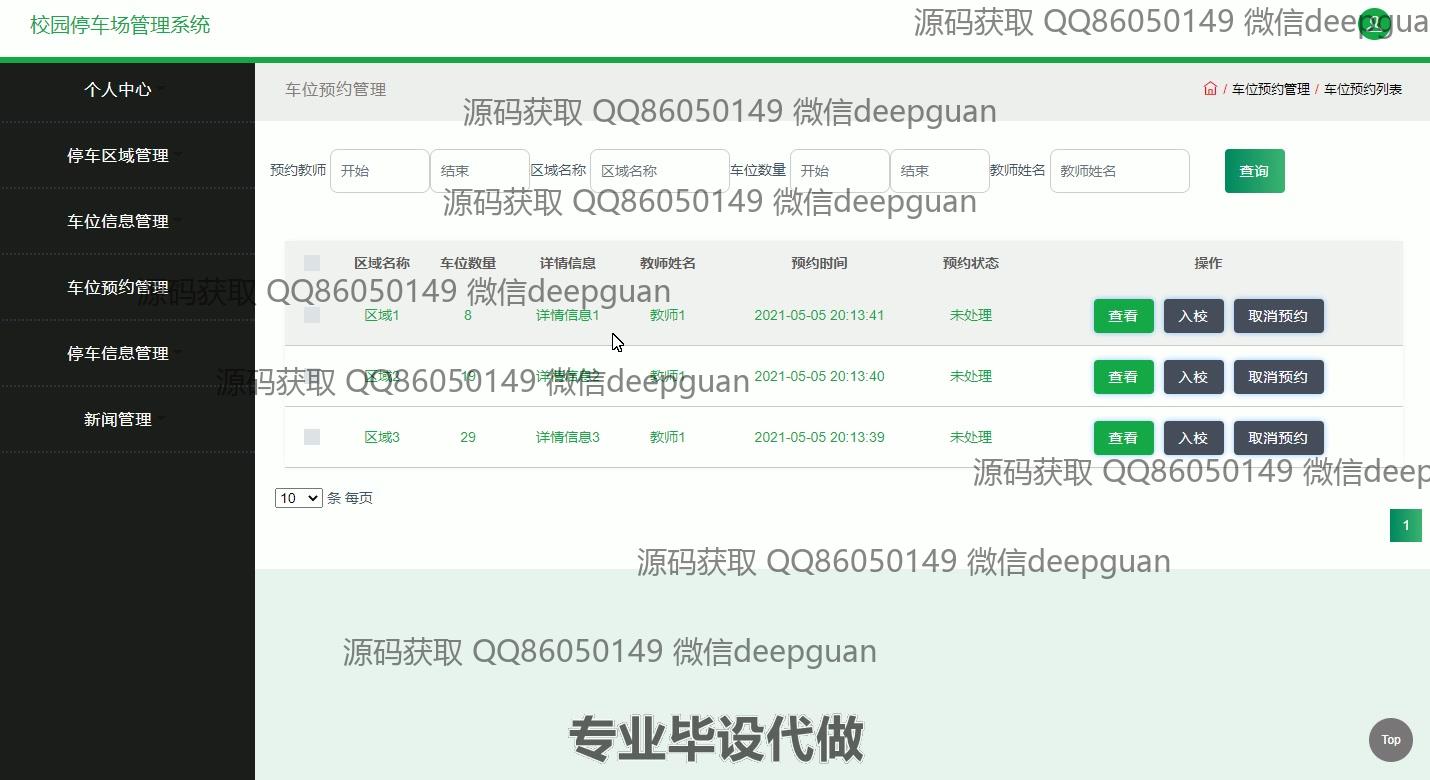 校园停车场管理系统
源码获取 QQ86050149 微信deepgua
个人中心
停车区域管理
车位信息管理
车位预约管理
停车信息管理
新闻管理
车位预约管理
/ 车位预约管理 / 车位预约列表
源码获取 QQ86050149 微信deepguan
预约教师 开始 结束 区域名称 区域名称 车位数量 开始 结束 教师姓名 教师姓名 查询
源码获取 QQ86050149 微信deepguan
区域名称 车位数量 详情信息 教师姓名 预约时间 预约状态 操作
源码获取 QQ86050149 微信deepguan
区域1 8 详情信息1 教师1 2021-05-05 20:13:41 未处理 查看 入校 取消预约
区域2 19 详情信息2 教师1 2021-05-05 20:13:40 未处理 查看 入校 取消预约
源码获取 QQ86050149 微信deepguan
区域3 29 详情信息3 教师1 2021-05-05 20:13:39 未处理 查看 入校 取消预约
源码获取 QQ86050149 微信deep
10 条 每页
1
源码获取 QQ86050149 微信deepguan
源码获取 QQ86050149 微信deepguan
专业毕设代做
Top